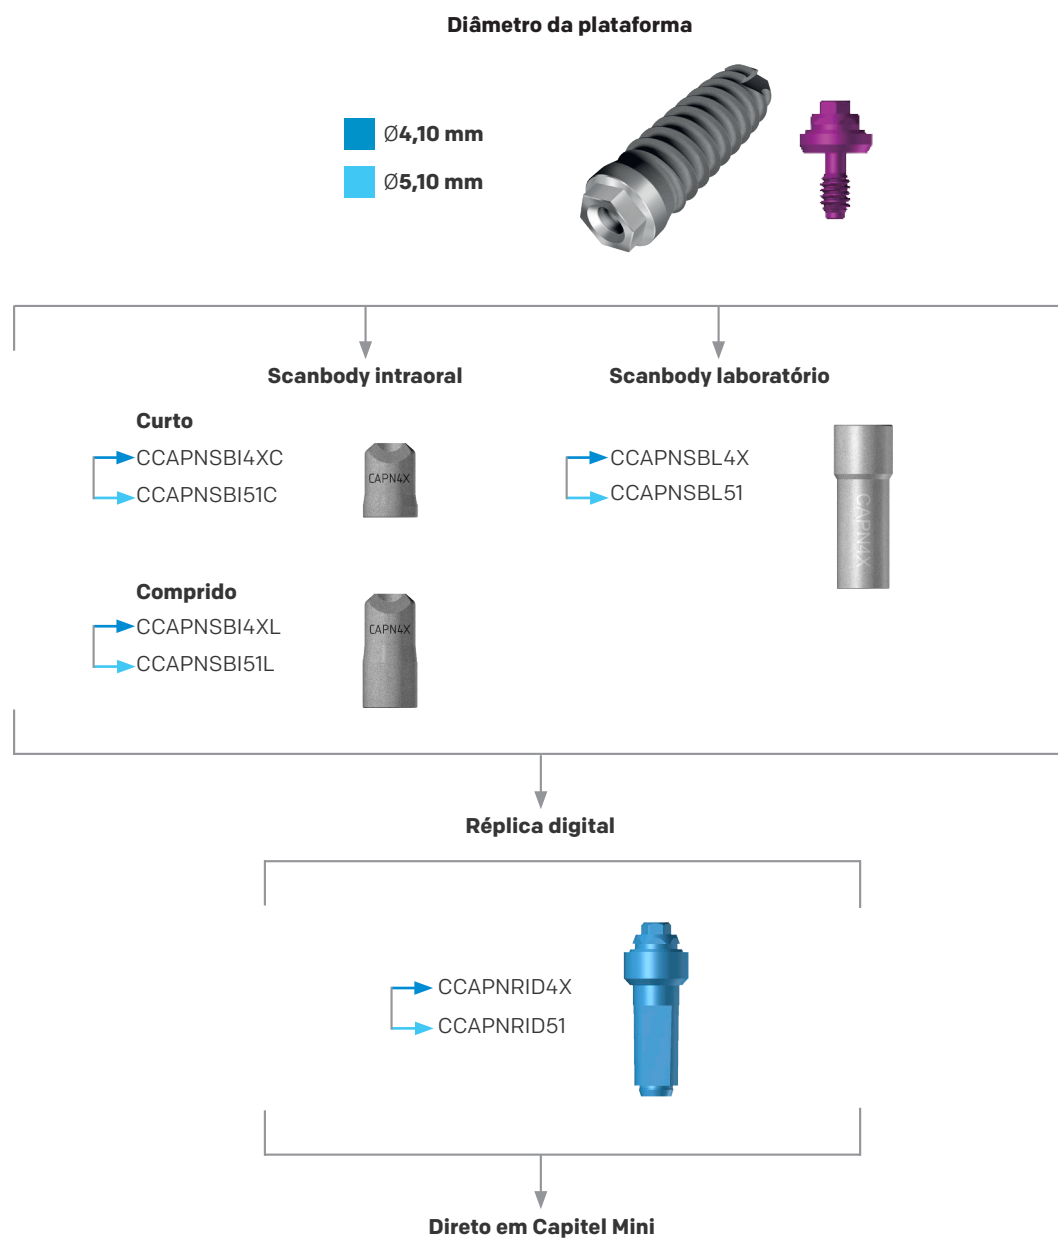 Diâmetro da plataforma
Ø4,10 mm
Ø5,10 mm
Scanbody intraoral
Curto
CCAPNSBI4XC
CCAPNSBI51C
CAPN4X
Comprido
CCAPNSBI4XL
CCAPNSBI51L
CAPN4X
Scanbody laboratório
CCAPNSBL4X
CCAPNSBL51
CAPN4X
Réplica digital
CCAPNRID4X
CCAPNRID51
Direto em Capitel Mini